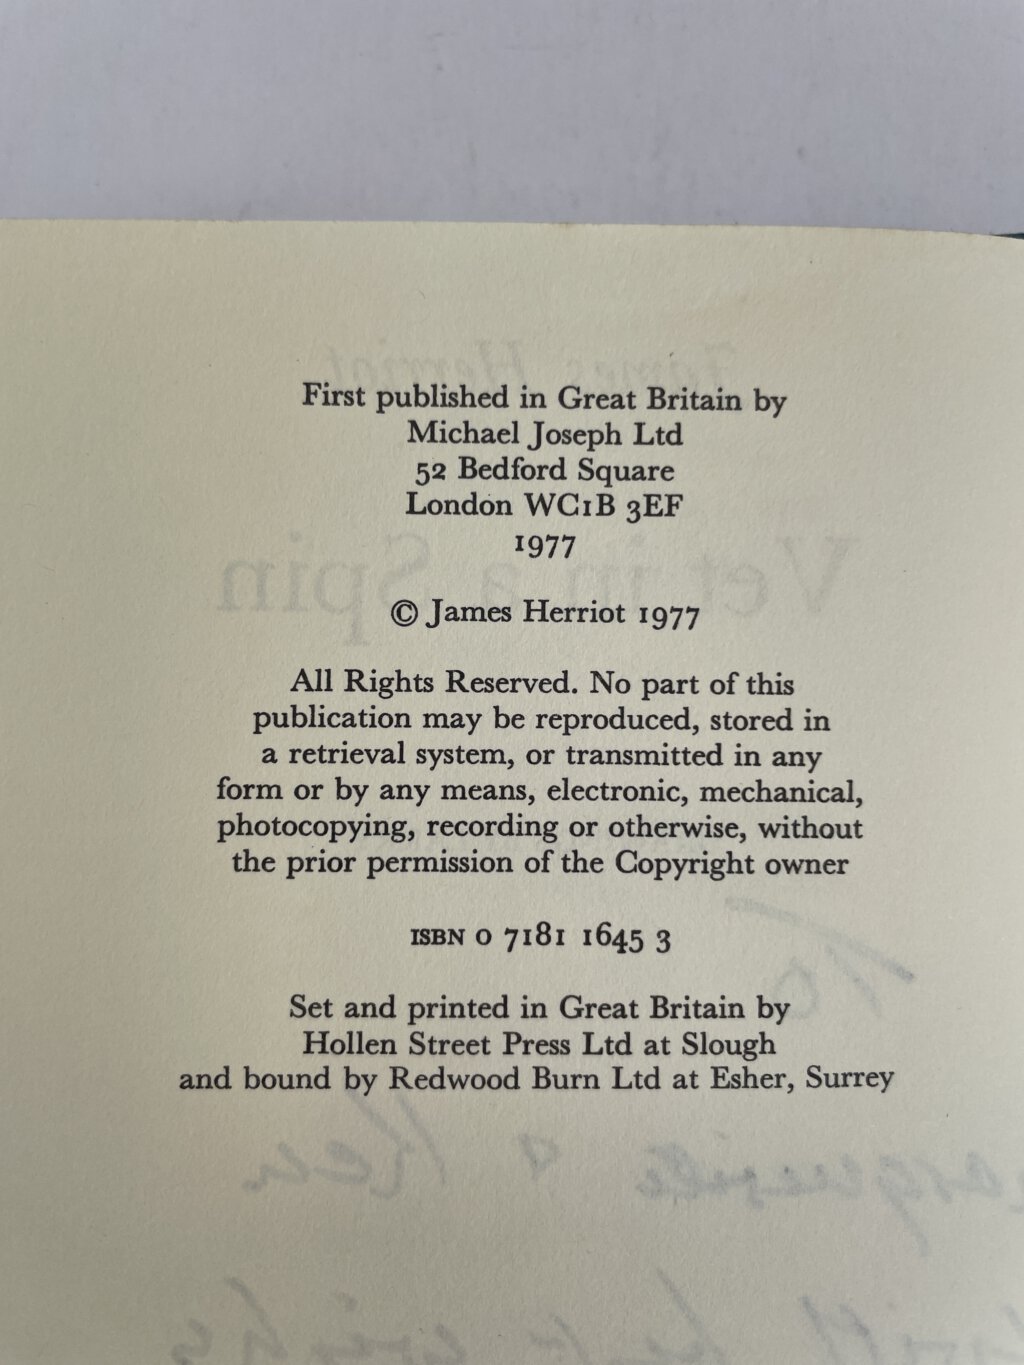 First published in Great Britain by
Michael Joseph Ltd
52 Bedford Square
London WC1B 3EF
1977
© James Herriot 1977
All Rights Reserved. No part of this
publication may be reproduced, stored in
a retrieval system, or transmitted in any
form or by any means, electronic, mechanical,
photocopying, recording or otherwise, without
the prior permission of the Copyright owner
ISBN 0 7181 1645 3
Set and printed in Great Britain by
Hollen Street Press Ltd at Slough
and bound by Redwood Burn Ltd at Esher, Surrey